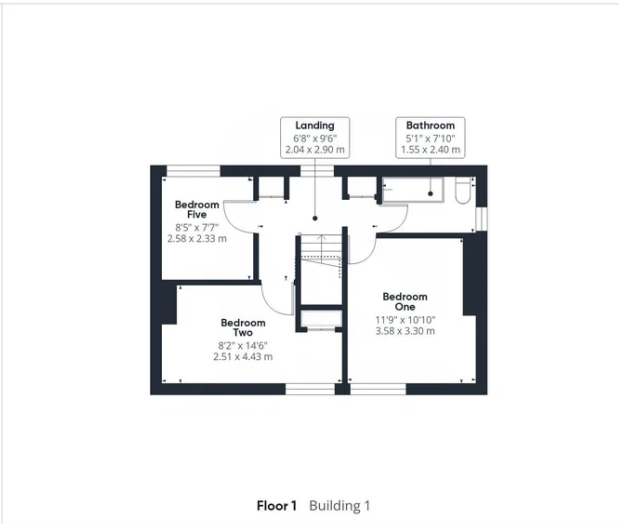 Landing
6'8" x 9'6"
2.04 x 2.90 m
Bathroom
5'1" x 7'10"
1.55 x 2.40 m
Bedroom
Five
8'5" x 7'7"
2.58 x 2.33 m
Bedroom
One
11'9" x 10'10"
3.58 x 3.30 m
Bedroom
Two
8'2" x 14'6"
2.51 x 4.43 m
Floor 1 Building 1